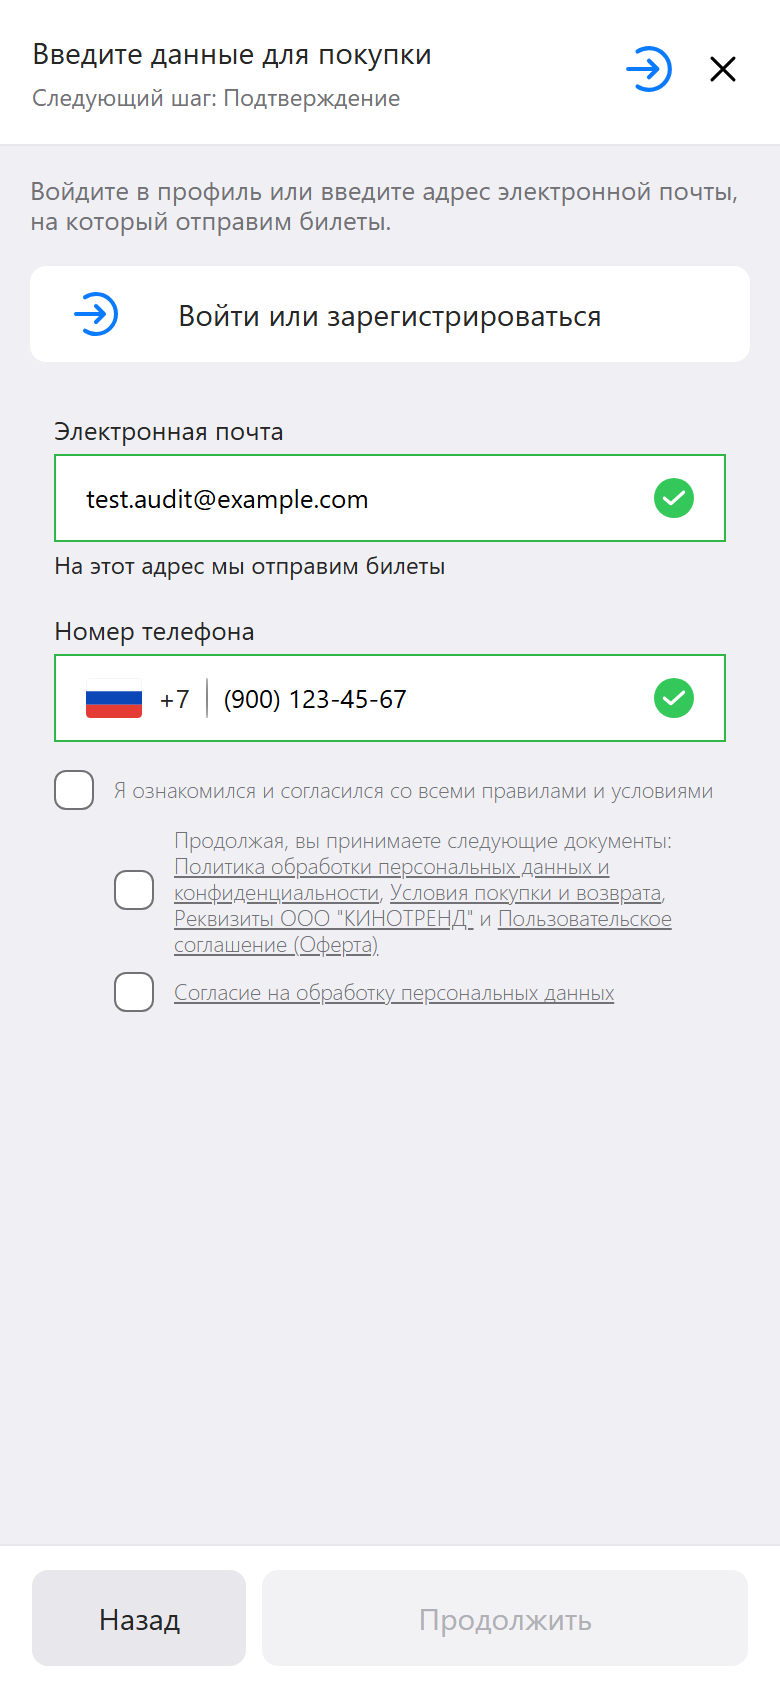 Введите данные для покупки
Следующий шаг: Подтверждение
Войдите в профиль или введите адрес электронной почты,
на который отправим билеты.
Войти или зарегистрироваться
Электронная почта
test.audit@example.com
На этот адрес мы отправим билеты
Номер телефона
+7 (900) 123-45-67
Я ознакомился и согласился со всеми правилами и условиями
Продолжая, вы принимаете следующие документы:
Политика обработки персональных данных и
конфиденциальности, Условия покупки и возврата,
Реквизиты ООО "КИНОТРЕНД" и Пользовательское
соглашение (Оферта)
Согласие на обработку персональных данных
Назад
Продолжить